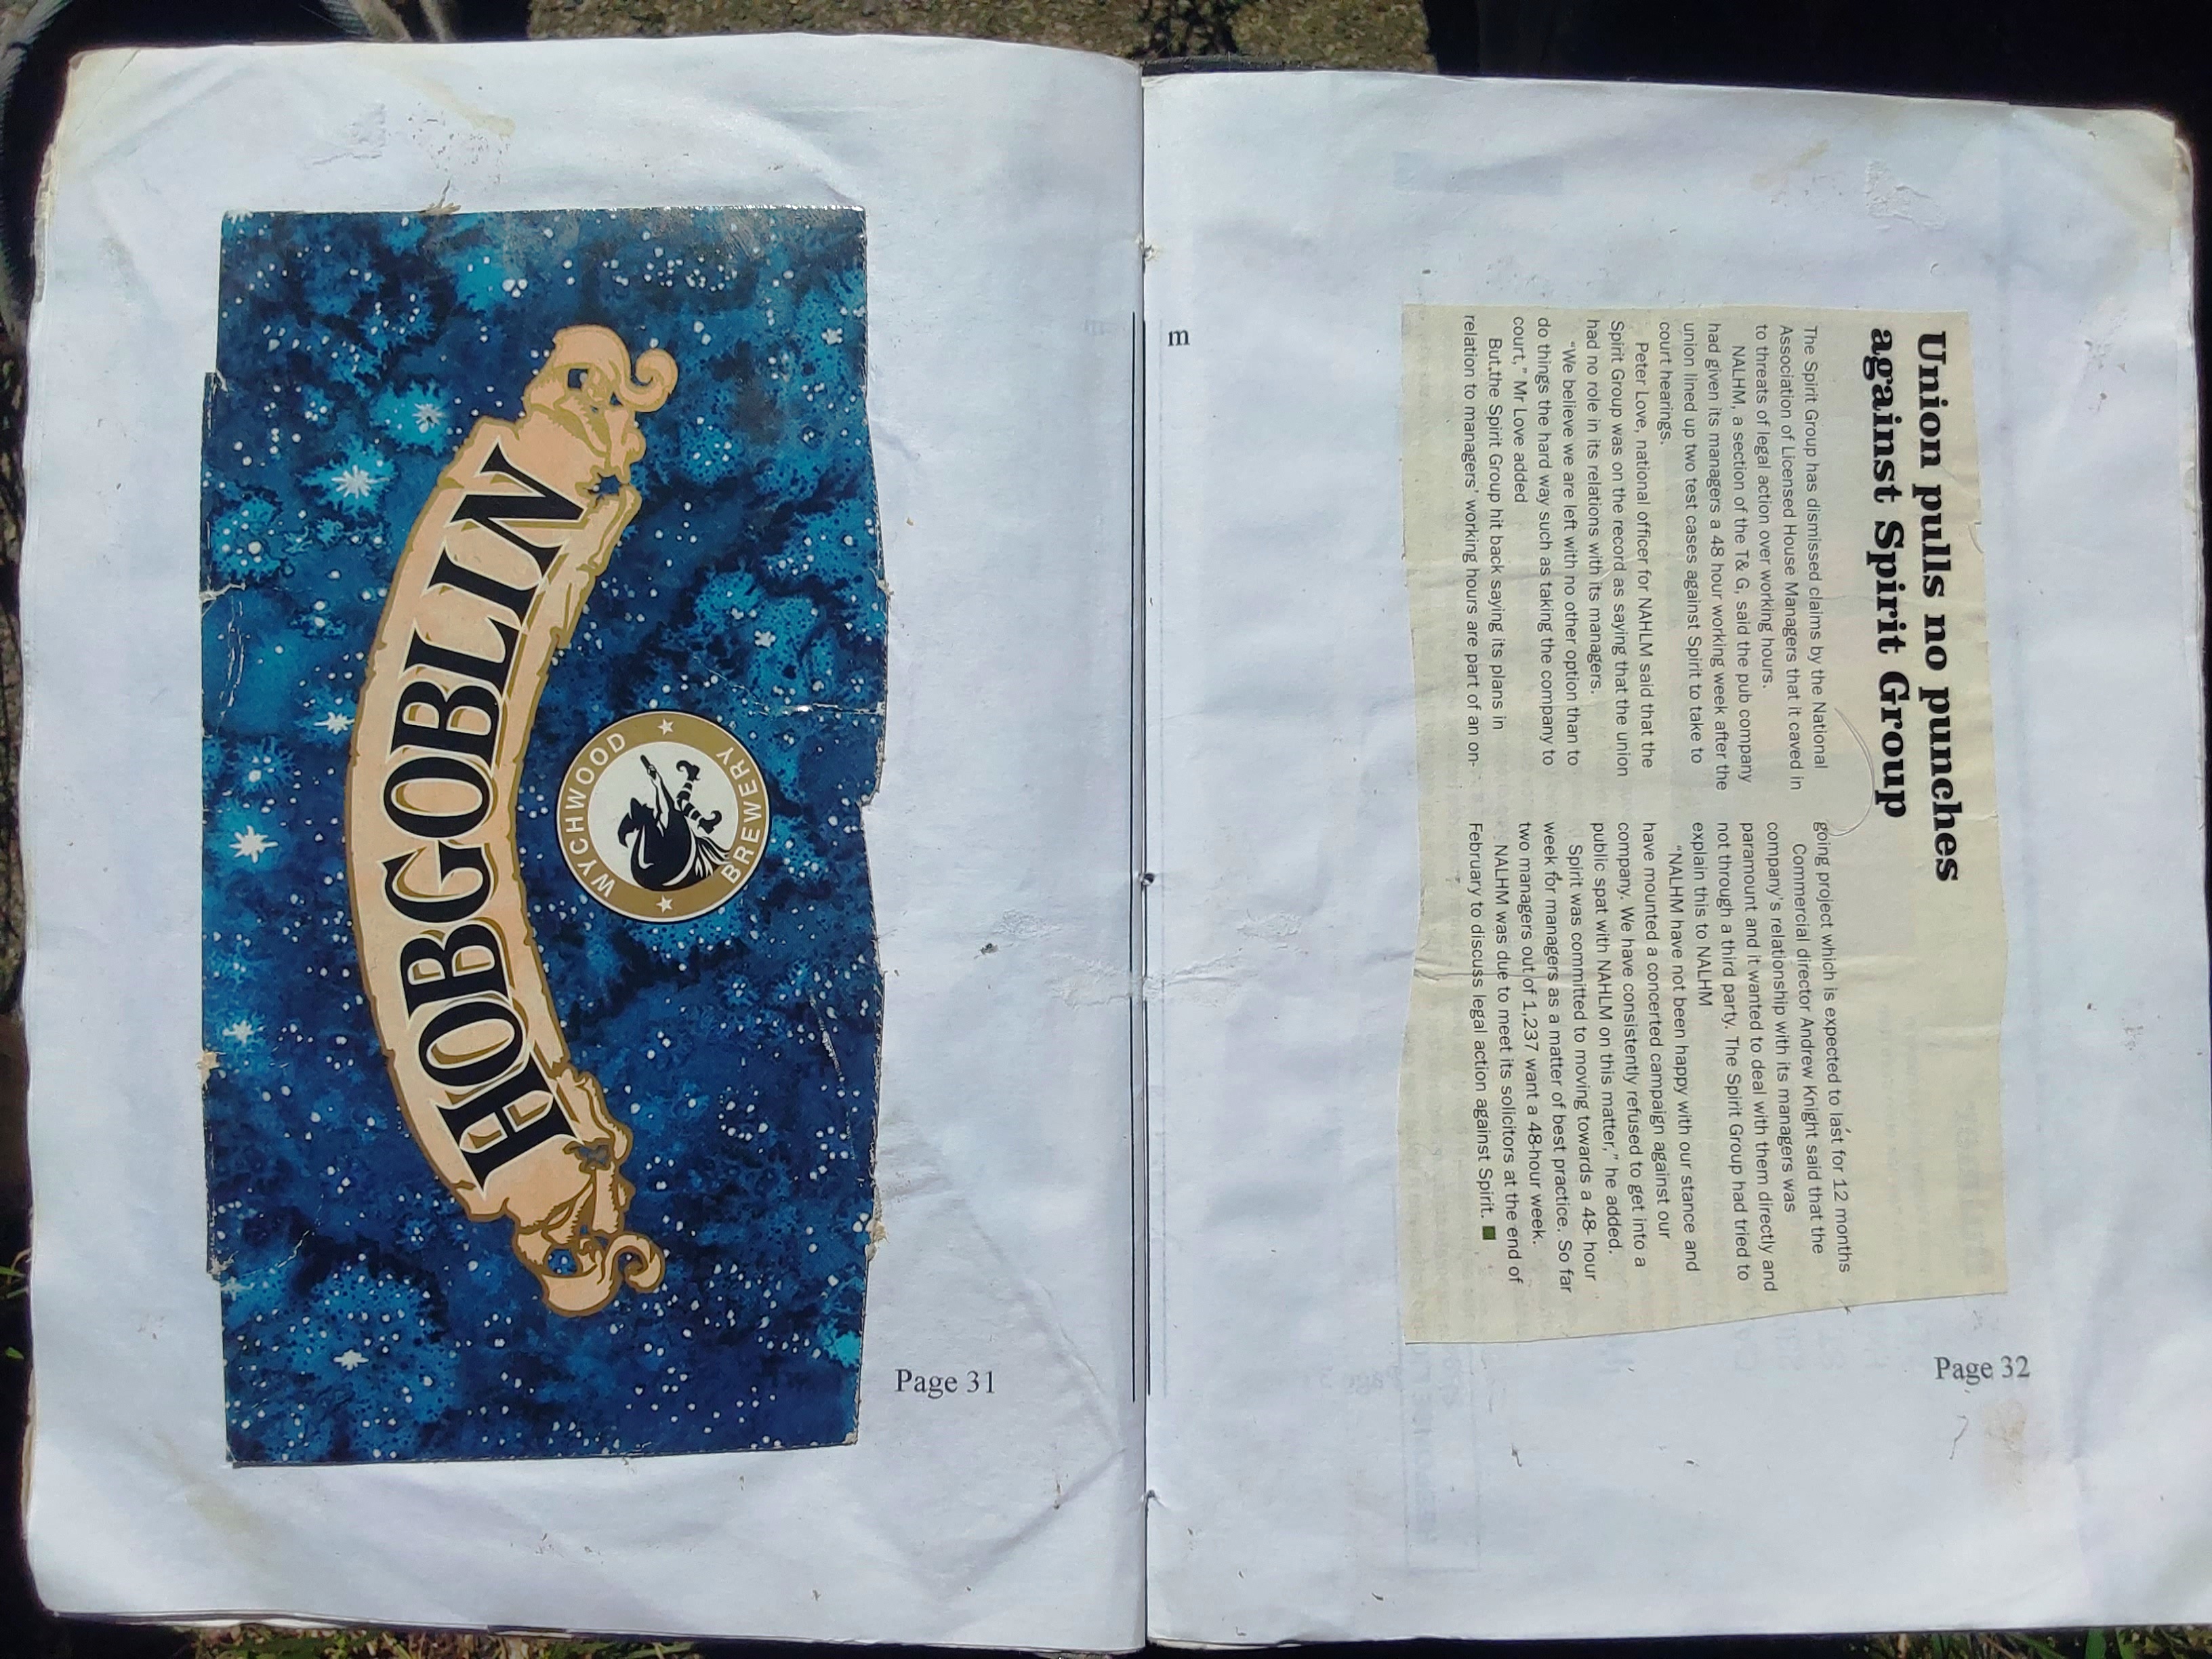 HOBGOBLIN
WYCHWOOD
BREWERY
Page 31
m
Union pulls no punches
against Spirit Group
The Spirit Group has dismissed claims by the National
Association of Licensed House Managers that it caved in
to threats of legal action over working hours.
NALHM, a section of the T& G, said the pub company
had given its managers a 48 hour working week after the
union lined up two test cases against Spirit to take to
court hearings.
Peter Love, national officer for NAHLM said that the
Spirit Group was on the record as saying that the union
had no role in its relations with its managers.
“We believe we are left with no other option than to
do things the hard way such as taking the company to
court,” Mr Love added
But the Spirit Group hit back saying its plans in
relation to managers’ working hours are part of an on-
going project which is expected to last for 12 months
Commercial director Andrew Knight said that the
company’s relationship with its managers was
paramount and it wanted to deal with them directly and
not through a third party. The Spirit Group had tried to
explain this to NALHM
“NALHM have not been happy with our stance and
have mounted a concerted campaign against our
company. We have consistently refused to get into a
public spat with NAHLM on this matter,” he added.
Spirit was committed to moving towards a 48- hour
week for managers as a matter of best practice. So far
two managers out of 1,237 want a 48-hour week.
NALHM was due to meet its solicitors at the end of
February to discuss legal action against Spirit.
Page 32